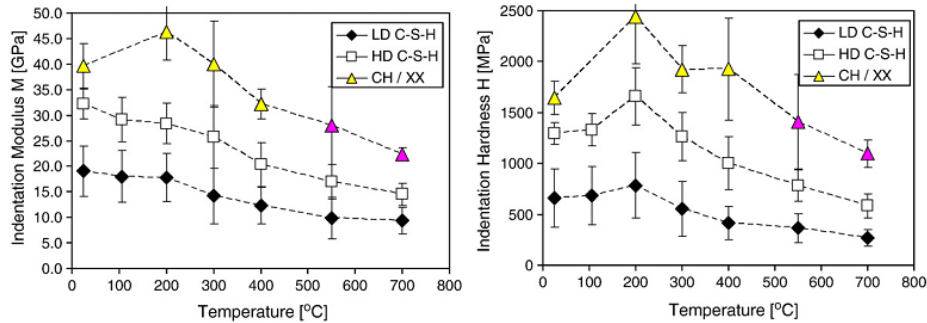 50.0
45.0
40.0
35.0
30.0
25.0
20.0
15.0
10.0
5.0
0.0
Indentation Modulus M [GPa]
LD C-S-H
HD C-S-H
CH / XX
0 100 200 300 400 500 600 700 800
Temperature [ºC]
2500
2000
1500
1000
500
0
Indentation Hardness H [MPa]
LD C-S-H
HD C-S-H
CH / XX
0 100 200 300 400 500 600 700 800
Temperature [ºC]